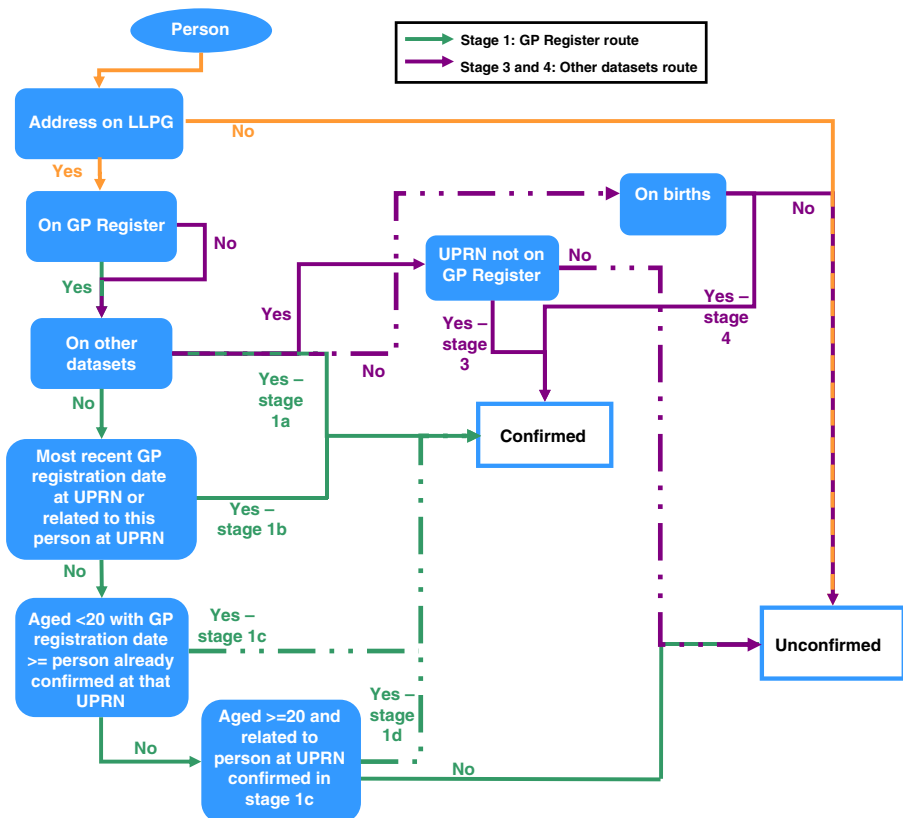 Person
Stage 1: GP Register route
Stage 3 and 4: Other datasets route
Address on LLPG
No
Yes
On births
No
On GP Register
No
UPRN not on
GP Register
No
Yes
Yes
Yes –
stage
3
Yes –
stage
4
On other
datasets
No
Yes –
stage
1a
No
Confirmed
Most recent GP
registration date
at UPRN or
related to this
person at UPRN
Yes –
stage 1b
No
Aged <20 with GP
registration date
>= person already
confirmed at that
UPRN
Yes –
stage 1c
Unconfirmed
Yes –
stage
1d
No
Aged >=20 and
related to
person at UPRN
confirmed in
stage 1c
No